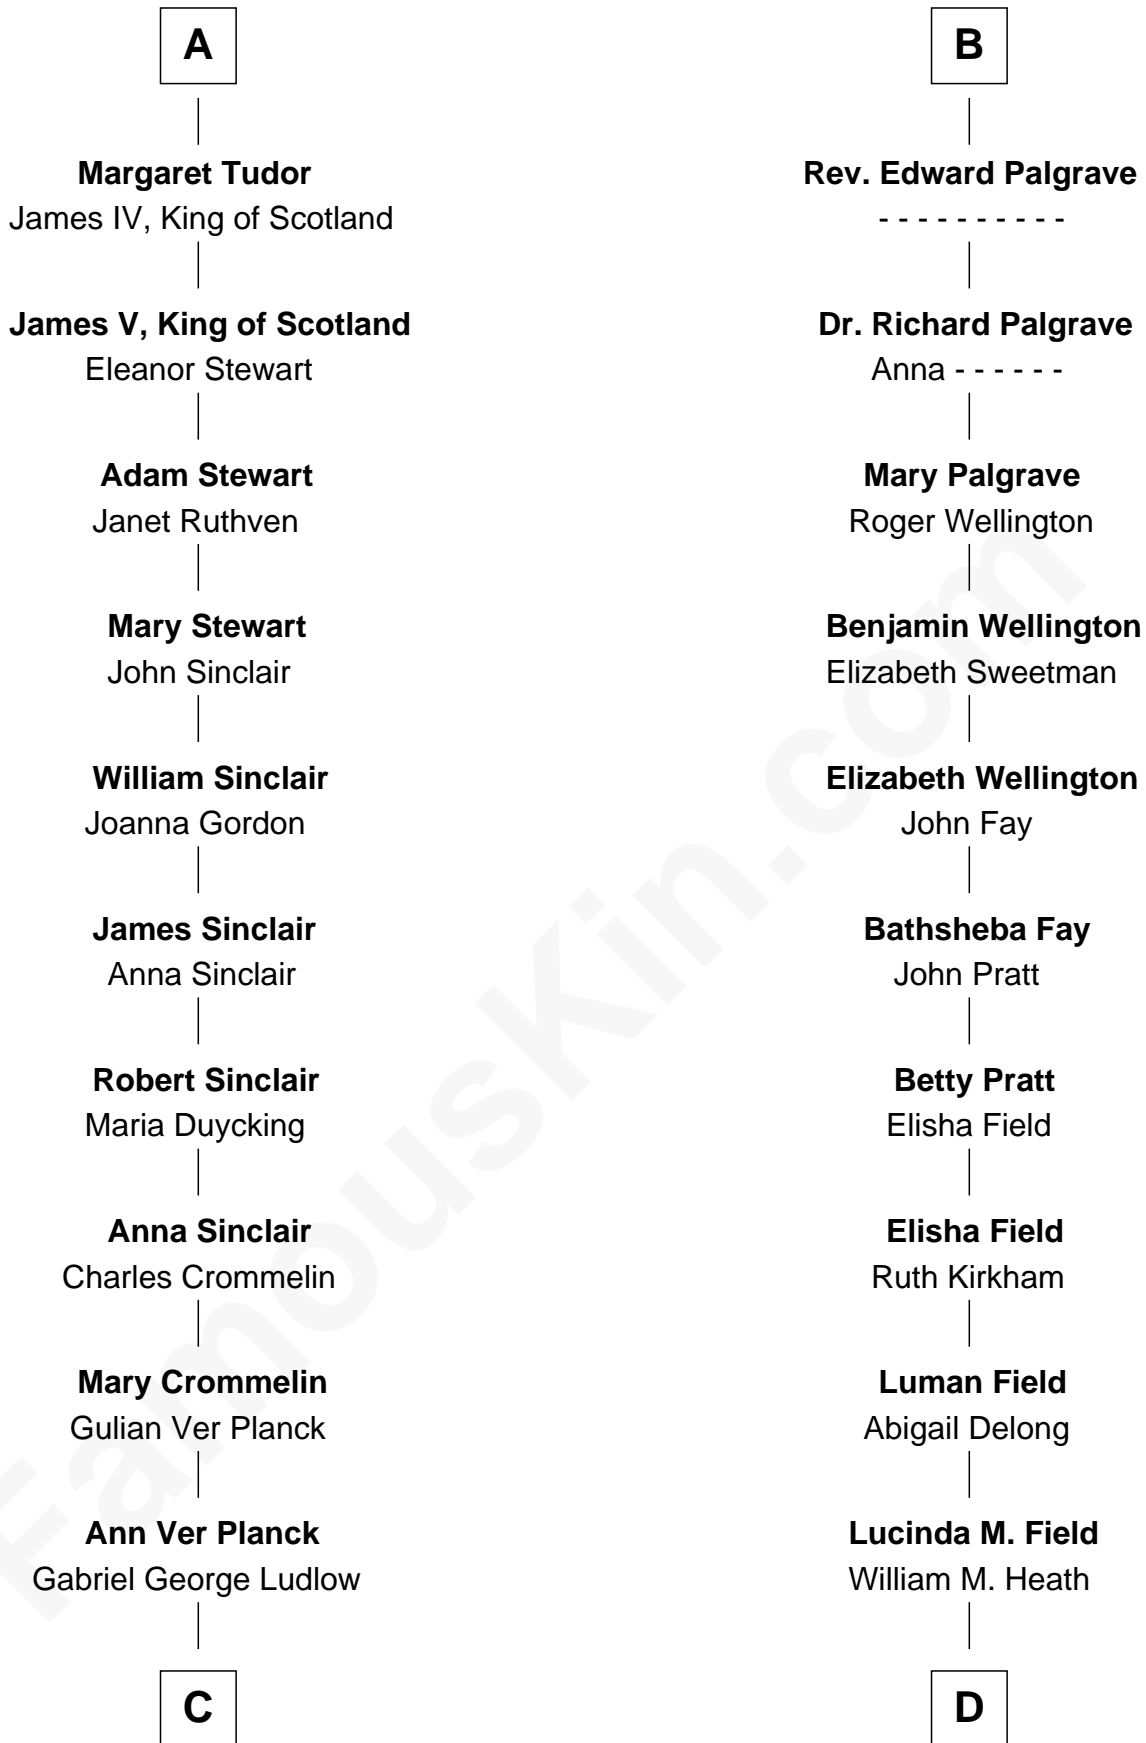 A
Margaret Tudor
James IV, King of Scotland
James V, King of Scotland
Eleanor Stewart
Adam Stewart
Janet Ruthven
Mary Stewart
John Sinclair
William Sinclair
Joanna Gordon
James Sinclair
Anna Sinclair
Robert Sinclair
Maria Duycking
Anna Sinclair
Charles Crommelin
Mary Crommelin
Gulian Ver Planck
Ann Ver Planck
Gabriel George Ludlow
C
B
Rev. Edward Palgrave
- - - - - - - - - -
Dr. Richard Palgrave
Anna - - - - - -
Mary Palgrave
Roger Wellington
Benjamin Wellington
Elizabeth Sweetman
Elizabeth Wellington
John Fay
Bathsheba Fay
John Pratt
Betty Pratt
Elisha Field
Elisha Field
Ruth Kirkham
Luman Field
Abigail Delong
Lucinda M. Field
William M. Heath
D
FamousKin.com